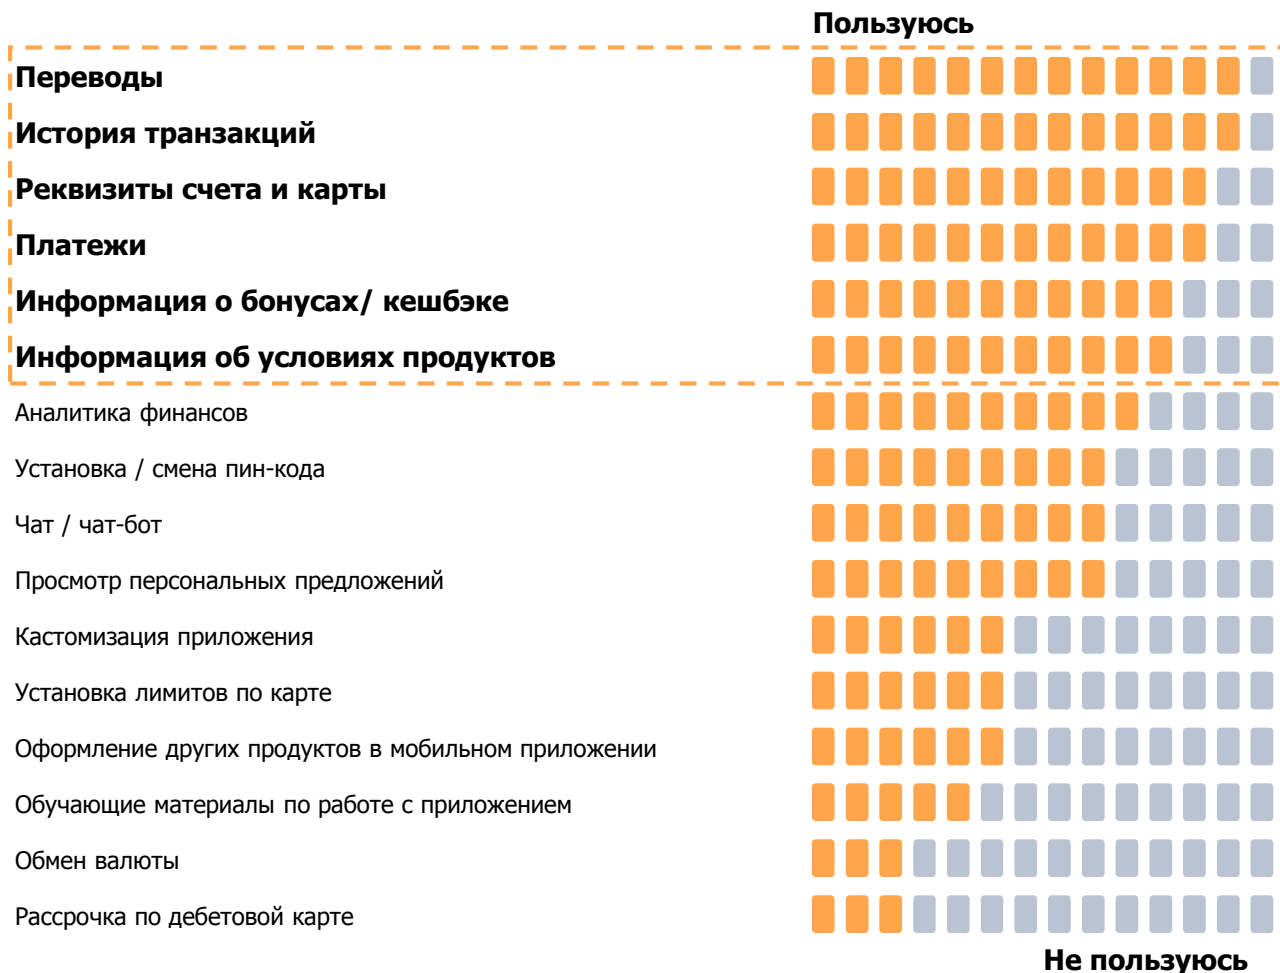 Пользуюсь
Переводы
История транзакций
Реквизиты счета и карты
Платежи
Информация о бонусах/ кешбэке
Информация об условиях продуктов
Аналитика финансов
Установка / смена пин-кода
Чат / чат-бот
Просмотр персональных предложений
Кастомизация приложения
Установка лимитов по карте
Оформление других продуктов в мобильном приложении
Обучающие материалы по работе с приложением
Обмен валюты
Рассрочка по дебетовой карте
Не пользуюсь